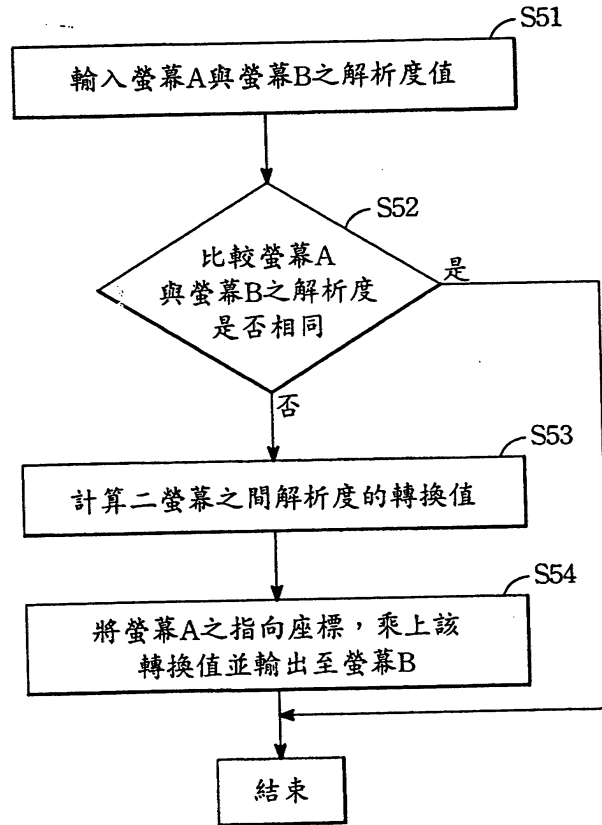 S51
輸入螢幕A與螢幕B之解析度值
S52
比較螢幕A
與螢幕B之解析度
是否相同
是
否
S53
計算二螢幕之間解析度的轉換值
S54
將螢幕A之指向座標，乘上該
轉換值並輸出至螢幕B
結束